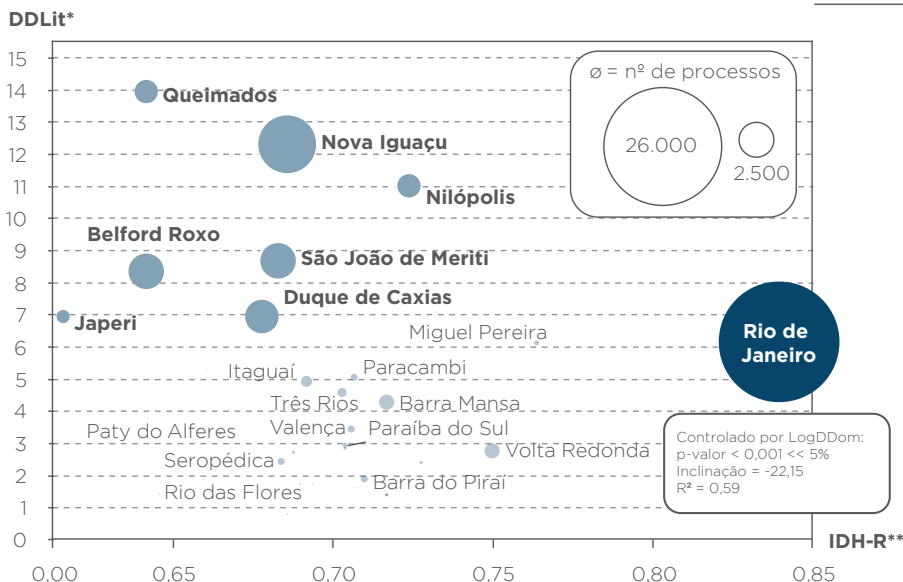 DDLit*
15
14
13
12
11
10
9
8
7
6
5
4
3
2
1
0
ø = nº de processos
26.000
2.500
Queimados
Nova Iguaçu
Nilópolis
Belford Roxo
São João de Meriti
Duque de Caxias
Japeri
Miguel Pereira
Rio de
Janeiro
Itaguaí
Paracambi
Três Rios
Barra Mansa
Paty do Alferes
Valença
Paraíba do Sul
Seropédica
Volta Redonda
Rio das Flores
Barra do Piraí
Controlado por LogDDom:
p-valor < 0,001 << 5%
Inclinação = -22,15
R² = 0,59
IDH-R**
0,00
0,65
0,70
0,75
0,80
0,85